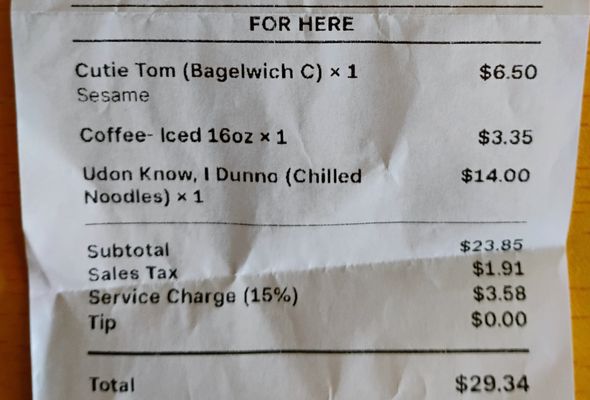 FOR HERE
Cutie Tom (Bagelwich C) × 1 $6.50
Sesame
Coffee- Iced 16oz × 1 $3.35
Udon Know, I Dunno (Chilled $14.00
Noodles) × 1
Subtotal $23.85
Sales Tax $1.91
Service Charge (15%) $3.58
Tip $0.00
Total $29.34